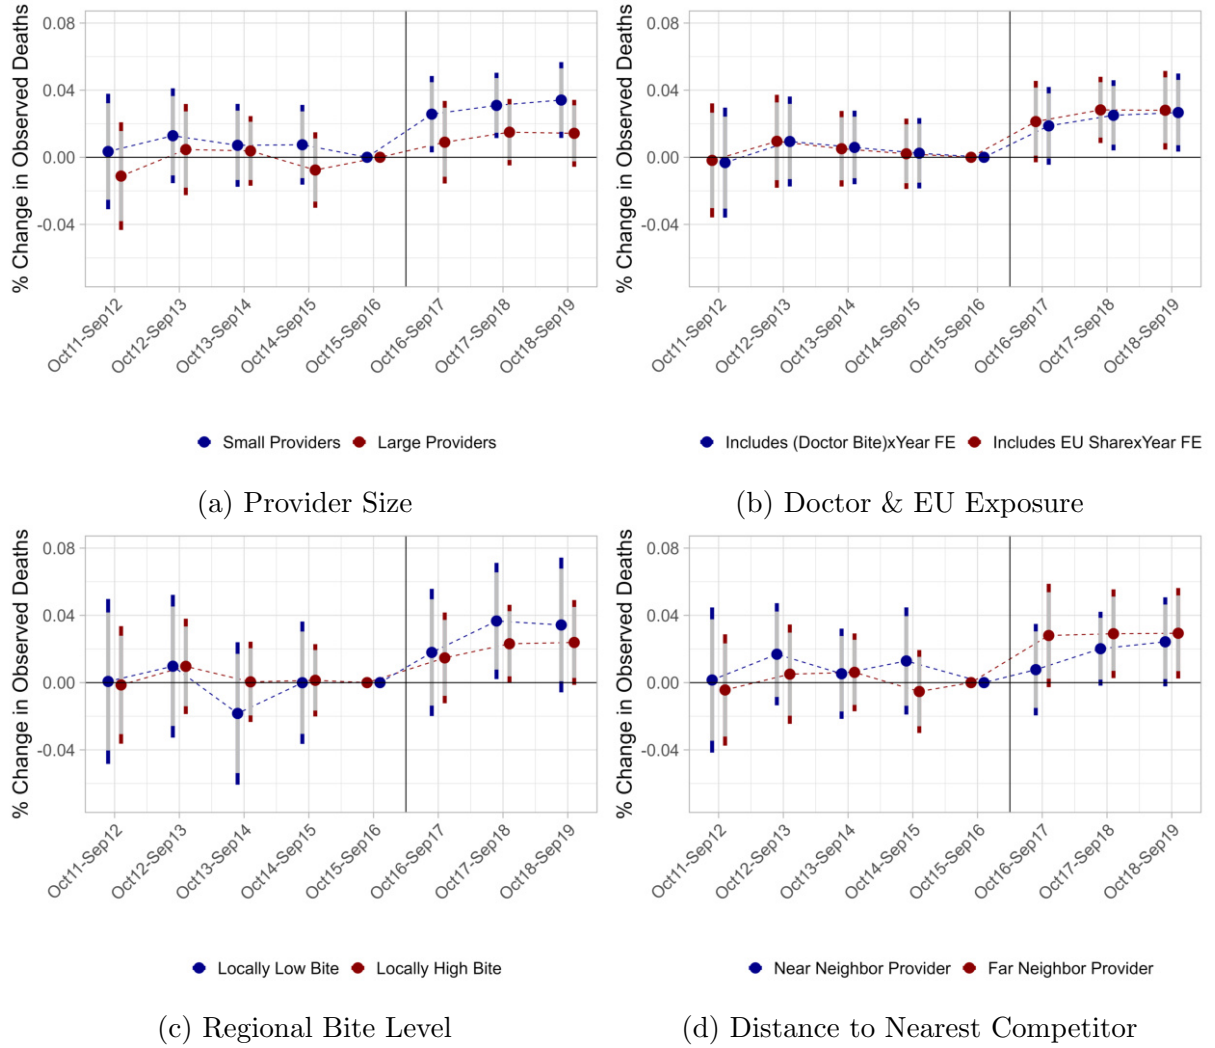 % Change in Observed Deaths
0.08
0.04
0.00
-0.04
Oct11-Sep12
Oct12-Sep13
Oct13-Sep14
Oct14-Sep15
Oct15-Sep16
Oct16-Sep17
Oct17-Sep18
Oct18-Sep19
Small Providers Large Providers
(a) Provider Size
% Change in Observed Deaths
0.08
0.04
0.00
-0.04
Oct11-Sep12
Oct12-Sep13
Oct13-Sep14
Oct14-Sep15
Oct15-Sep16
Oct16-Sep17
Oct17-Sep18
Oct18-Sep19
Includes (Doctor Bite)xYear FE Includes EU SharexYear FE
(b) Doctor & EU Exposure
% Change in Observed Deaths
0.08
0.04
0.00
-0.04
Oct11-Sep12
Oct12-Sep13
Oct13-Sep14
Oct14-Sep15
Oct15-Sep16
Oct16-Sep17
Oct17-Sep18
Oct18-Sep19
Locally Low Bite Locally High Bite
(c) Regional Bite Level
% Change in Observed Deaths
0.08
0.04
0.00
-0.04
Oct11-Sep12
Oct12-Sep13
Oct13-Sep14
Oct14-Sep15
Oct15-Sep16
Oct16-Sep17
Oct17-Sep18
Oct18-Sep19
Near Neighbor Provider Far Neighbor Provider
(d) Distance to Nearest Competitor